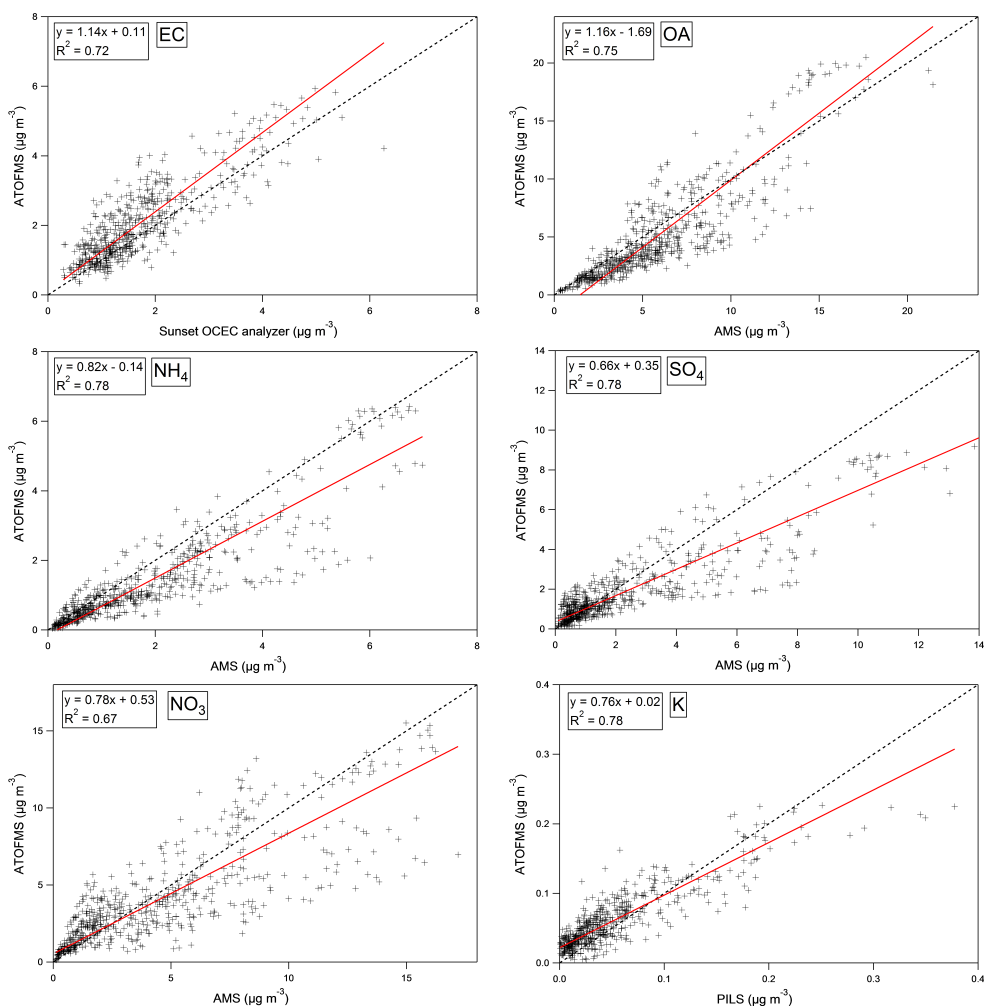 y = 1.14x + 0.11
R² = 0.72
EC
8
6
4
2
0
ATOFMS (µg m⁻³)
0 2 4 6 8
Sunset OCEC analyzer (µg m⁻³)
y = 1.16x - 1.69
R² = 0.75
OA
20
15
10
5
0
ATOFMS (µg m⁻³)
0 5 10 15 20
AMS (µg m⁻³)
y = 0.82x - 0.14
R² = 0.78
NH₄
8
6
4
2
0
ATOFMS (µg m⁻³)
0 2 4 6 8
AMS (µg m⁻³)
y = 0.66x + 0.35
R² = 0.78
SO₄
14
12
10
8
6
4
2
0
ATOFMS (µg m⁻³)
0 2 4 6 8 10 12 14
AMS (µg m⁻³)
y = 0.78x + 0.53
R² = 0.67
NO₃
15
10
5
0
ATOFMS (µg m⁻³)
0 5 10 15
AMS (µg m⁻³)
y = 0.76x + 0.02
R² = 0.78
K
0.4
0.3
0.2
0.1
0.0
ATOFMS (µg m⁻³)
0.0 0.1 0.2 0.3 0.4
PILS (µg m⁻³)